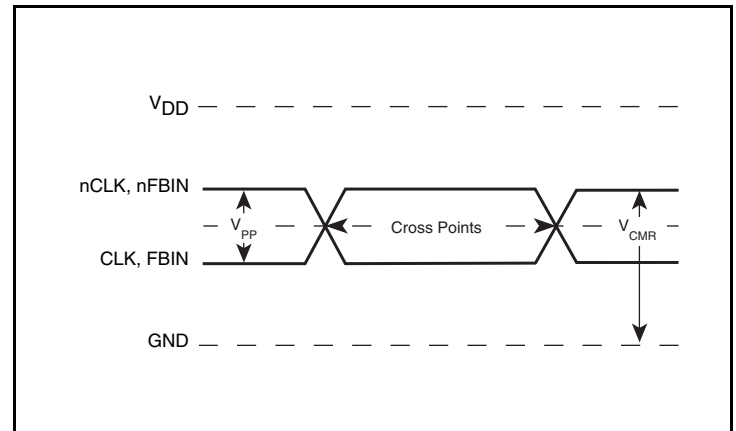 VDD
nCLK, nFBIN
VPP
Cross Points
VCMR
CLK, FBIN
GND